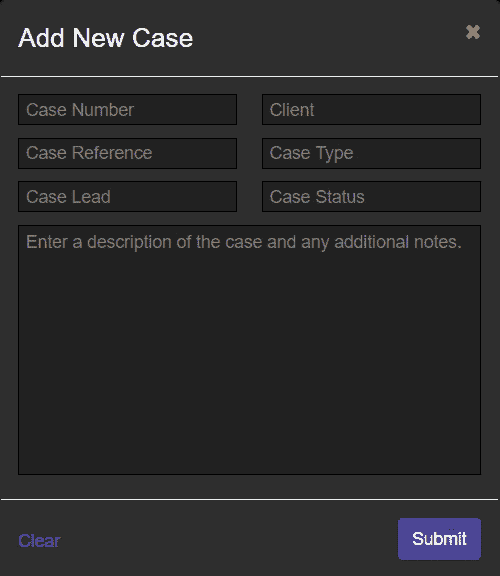 Add New Case ✖
Case Number Client
Case Reference Case Type
Case Lead Case Status
Enter a description of the case and any additional notes.
Clear Submit